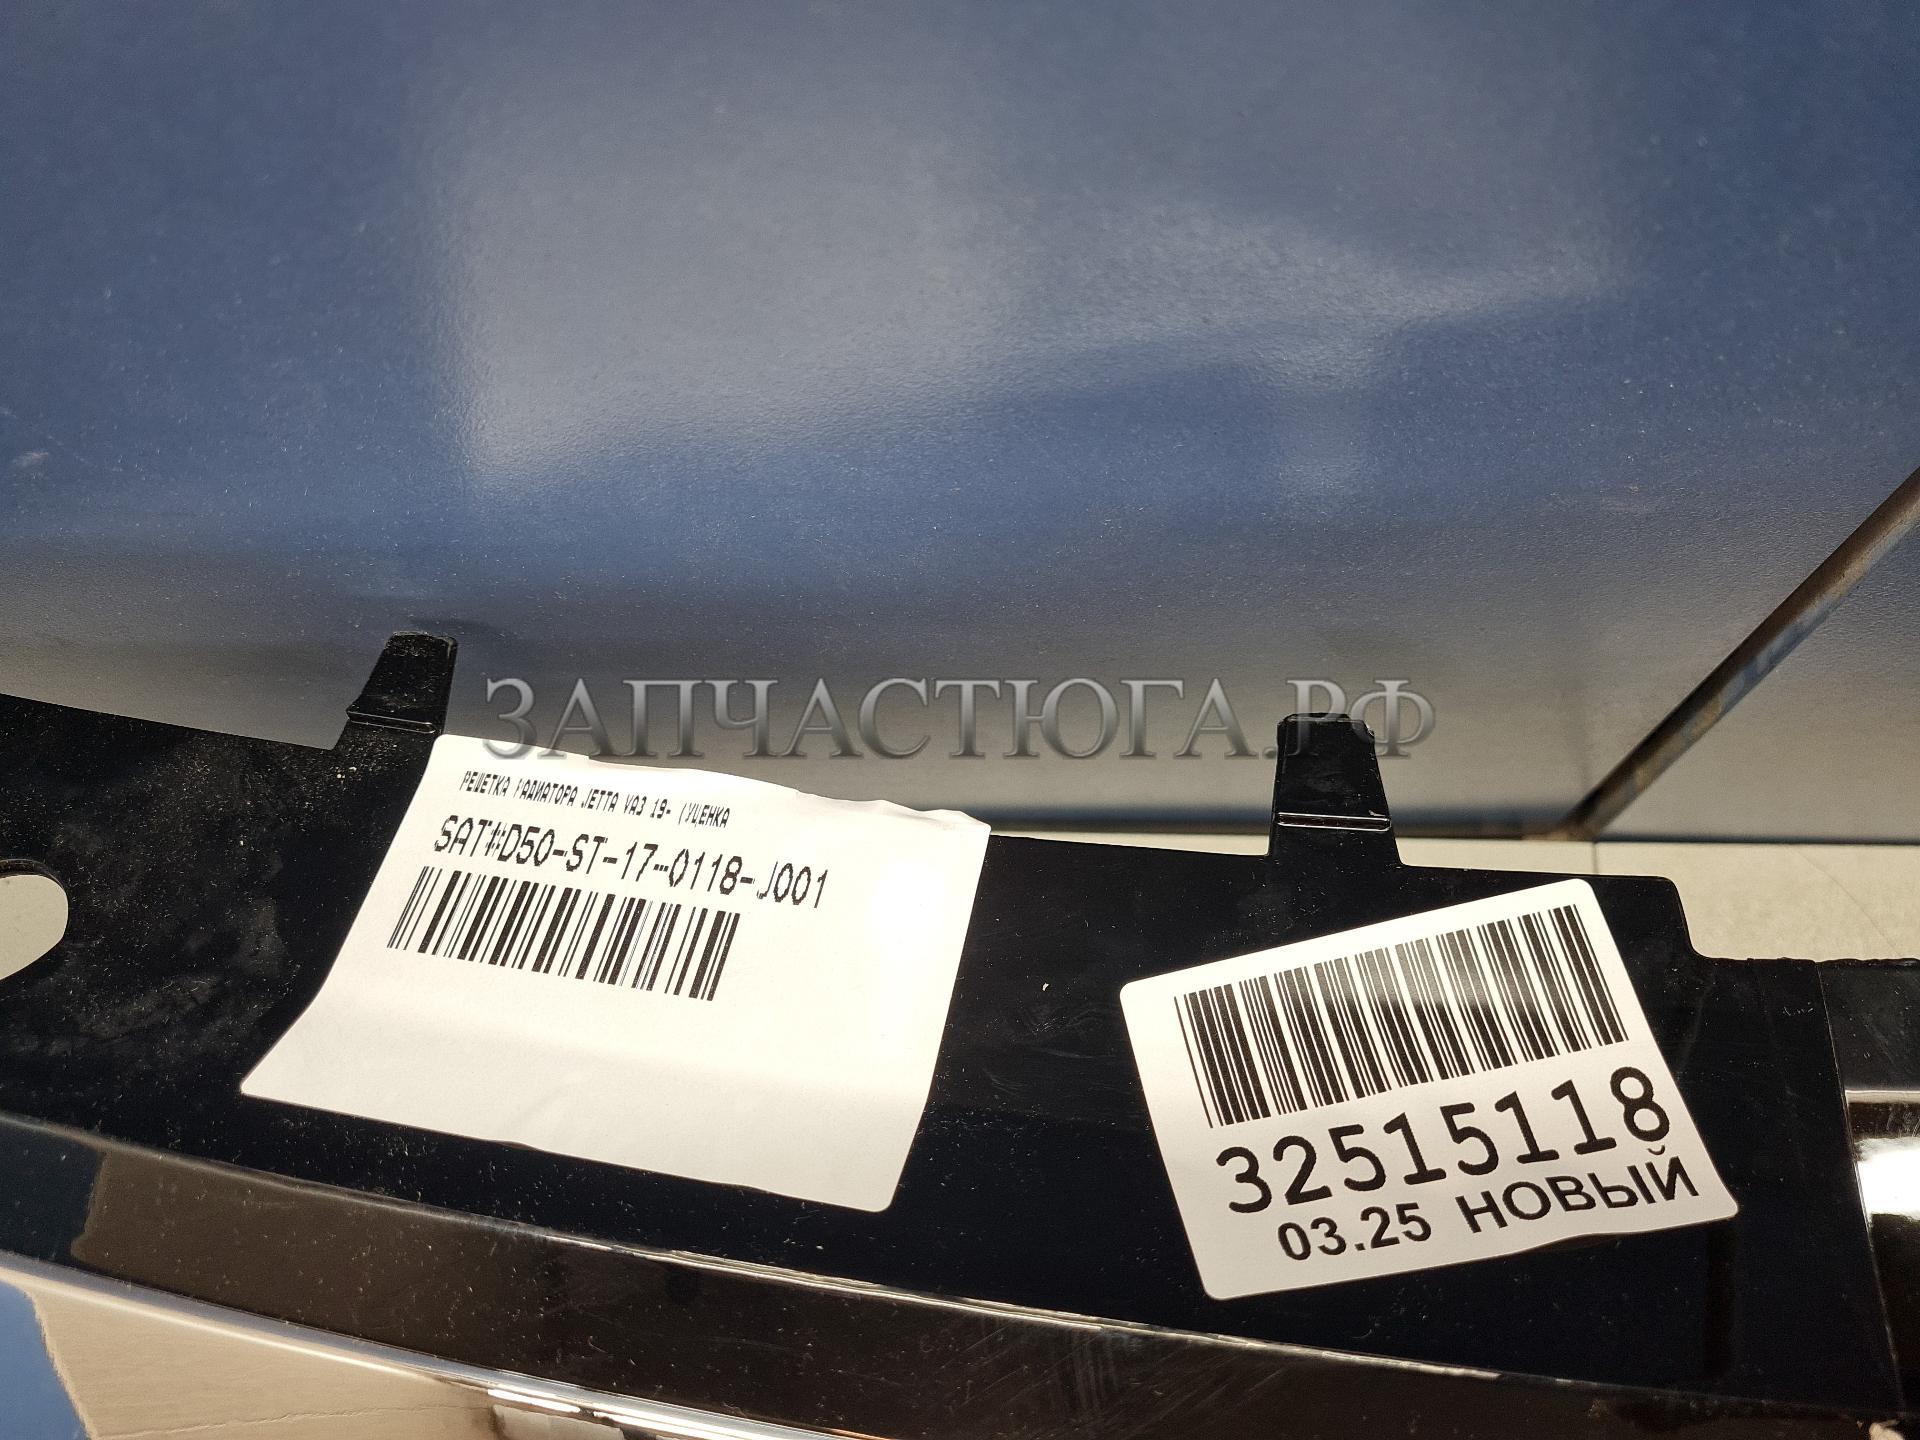 ЗАПЧАСТЮГА.РФ
РЕШЕТКА РАДИАТОРА JETTA VA3 19- (УЦЕНКА
SAT#D50-ST-17-0118-J001
32515118
03.25 НОВЫЙ